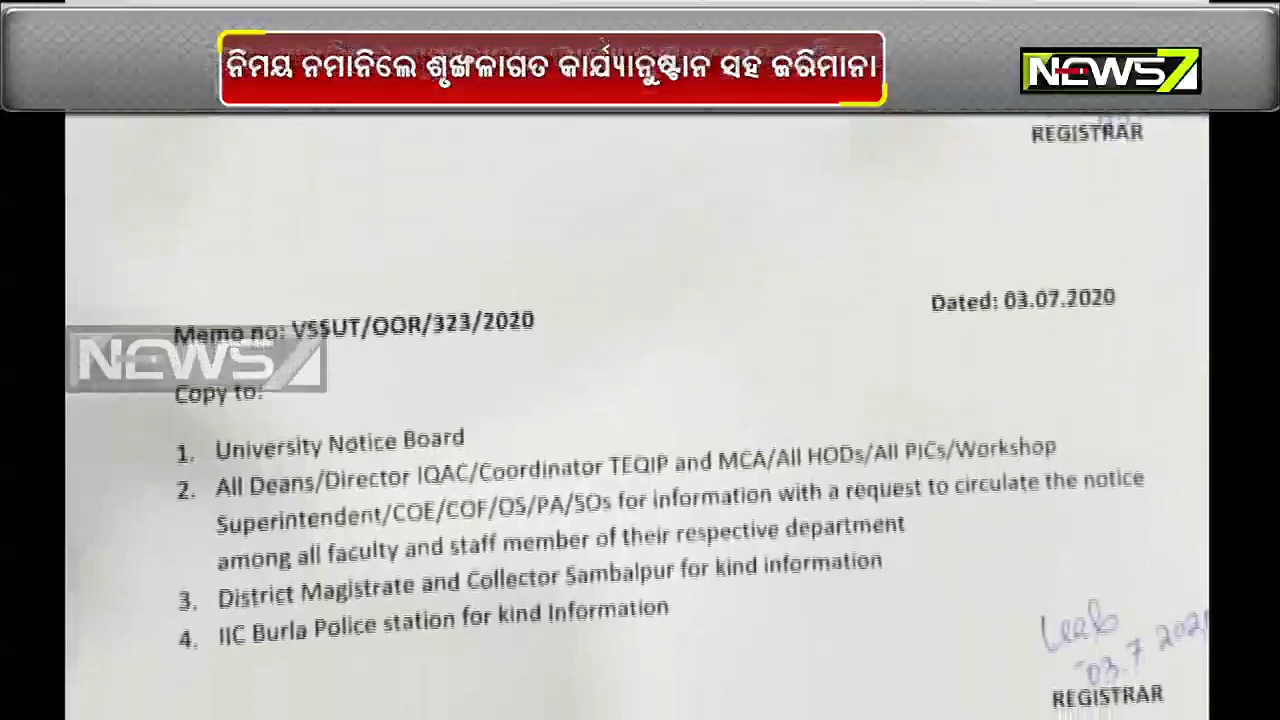 ନିମୟ ନମାନିଲେ ଶୃଙ୍ଖଳାଗତ କାର୍ଯ୍ୟାନୁଷ୍ଠାନ ସହ ଜରିମାନା
NEWS7
REGISTRAR
Dated: 03.07.2020
Memo no: VSSUT/OOR/323/2020
NEWS7
Copy to:
1. University Notice Board
2. All Deans/Director IQAC/Coordinator TEQIP and MCA/All HODs/All PICs/Workshop
Superintendent/COE/COF/OS/PA/SOs for information with a request to circulate the notice
among all faculty and staff member of their respective department
3. District Magistrate and Collector Sambalpur for kind information
4. IIC Burla Police station for kind Information
03.7 202
REGISTRAR